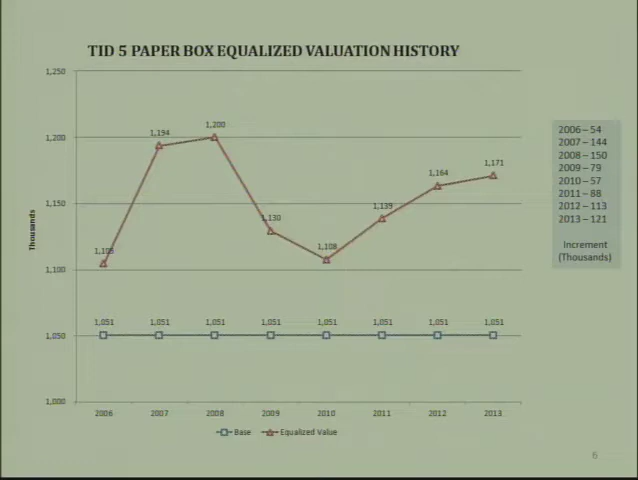 TID 5 PAPER BOX EQUALIZED VALUATION HISTORY
1,250
1,200
1,150
1,100
1,050
1,000
Thousands
1,194
1,200
1,130
1,108
1,139
1,164
1,171
1,051 1,051 1,051 1,051 1,051 1,051 1,051 1,051
2006 2007 2008 2009 2010 2011 2012 2013
Base Equalized Value
2006 – 54
2007 – 144
2008 – 150
2009 – 79
2010 – 57
2011 – 88
2012 – 113
2013 – 121
Increment
(Thousands)
6